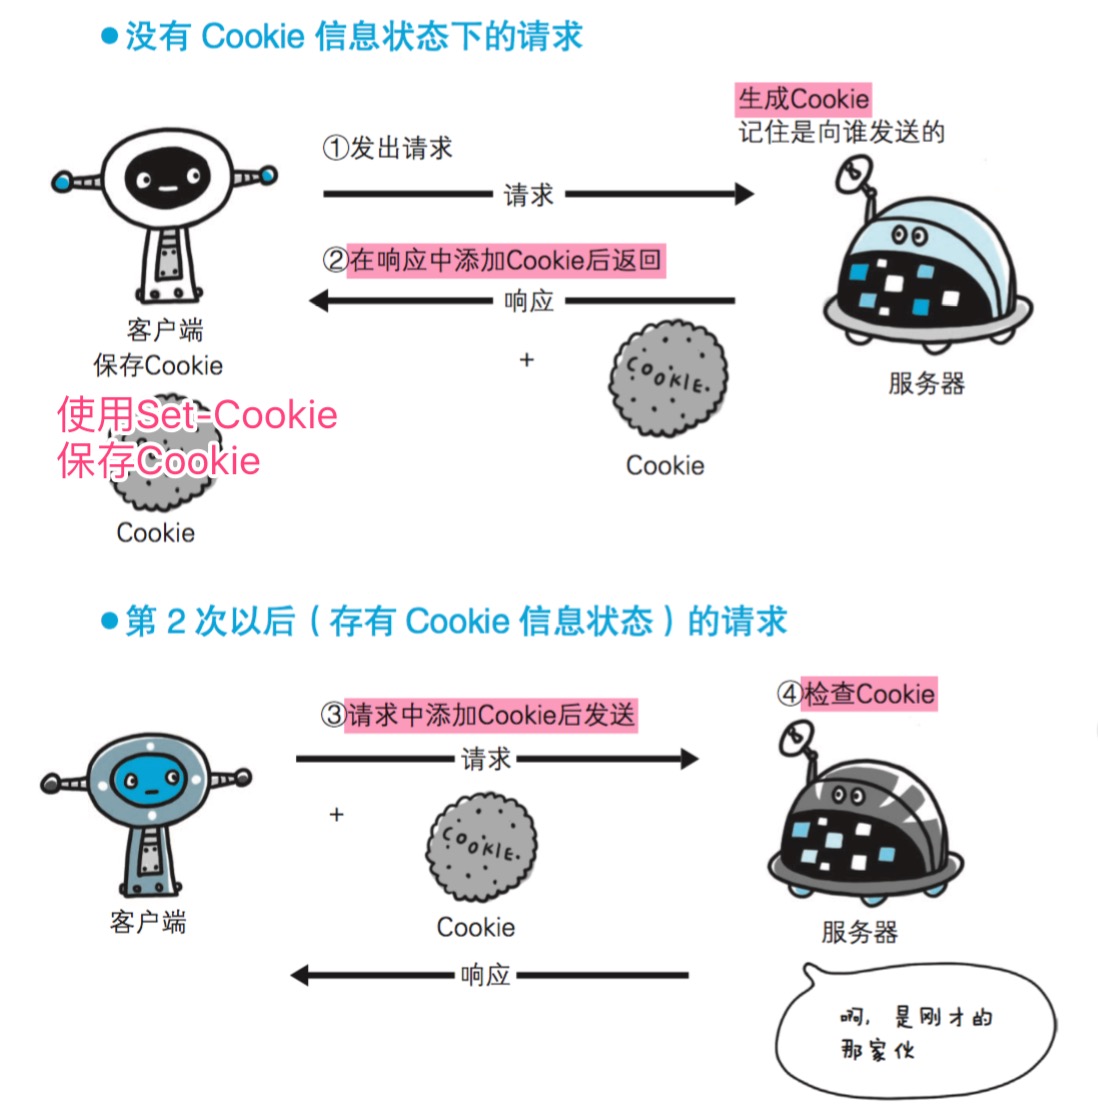 ●没有 Cookie 信息状态下的请求
生成Cookie
记住是向谁发送的
①发出请求
请求
②在响应中添加Cookie后返回
响应
客户端
保存Cookie
+
COOKIE.
服务器
使用Set-Cookie
保存Cookie
Cookie
Cookie
●第 2 次以后（存有 Cookie 信息状态）的请求
④检查Cookie
③请求中添加Cookie后发送
请求
+
COOKIE.
客户端
Cookie
服务器
响应
啊，是刚才的
那家伙